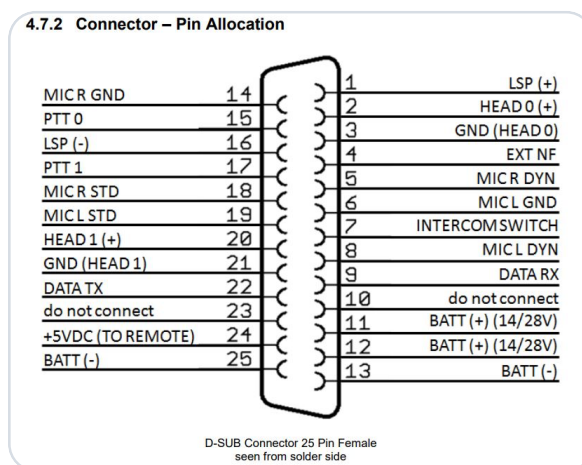 4.7.2 Connector – Pin Allocation
1 LSP (+)
MIC R GND 14
2 HEAD 0 (+)
PTT 0 15
3 GND (HEAD 0)
LSP (-) 16
4 EXT NF
PTT 1 17
5 MIC R DYN
MIC R STD 18
6 MIC L GND
MIC L STD 19
7 INTERCOM SWITCH
HEAD 1 (+) 20
8 MIC L DYN
GND (HEAD 1) 21
9 DATA RX
DATA TX 22
10 do not connect
do not connect 23
11 BATT (+) (14/28V)
+5VDC (TO REMOTE) 24
12 BATT (+) (14/28V)
BATT (-) 25
13 BATT (-)
D-SUB Connector 25 Pin Female
seen from solder side